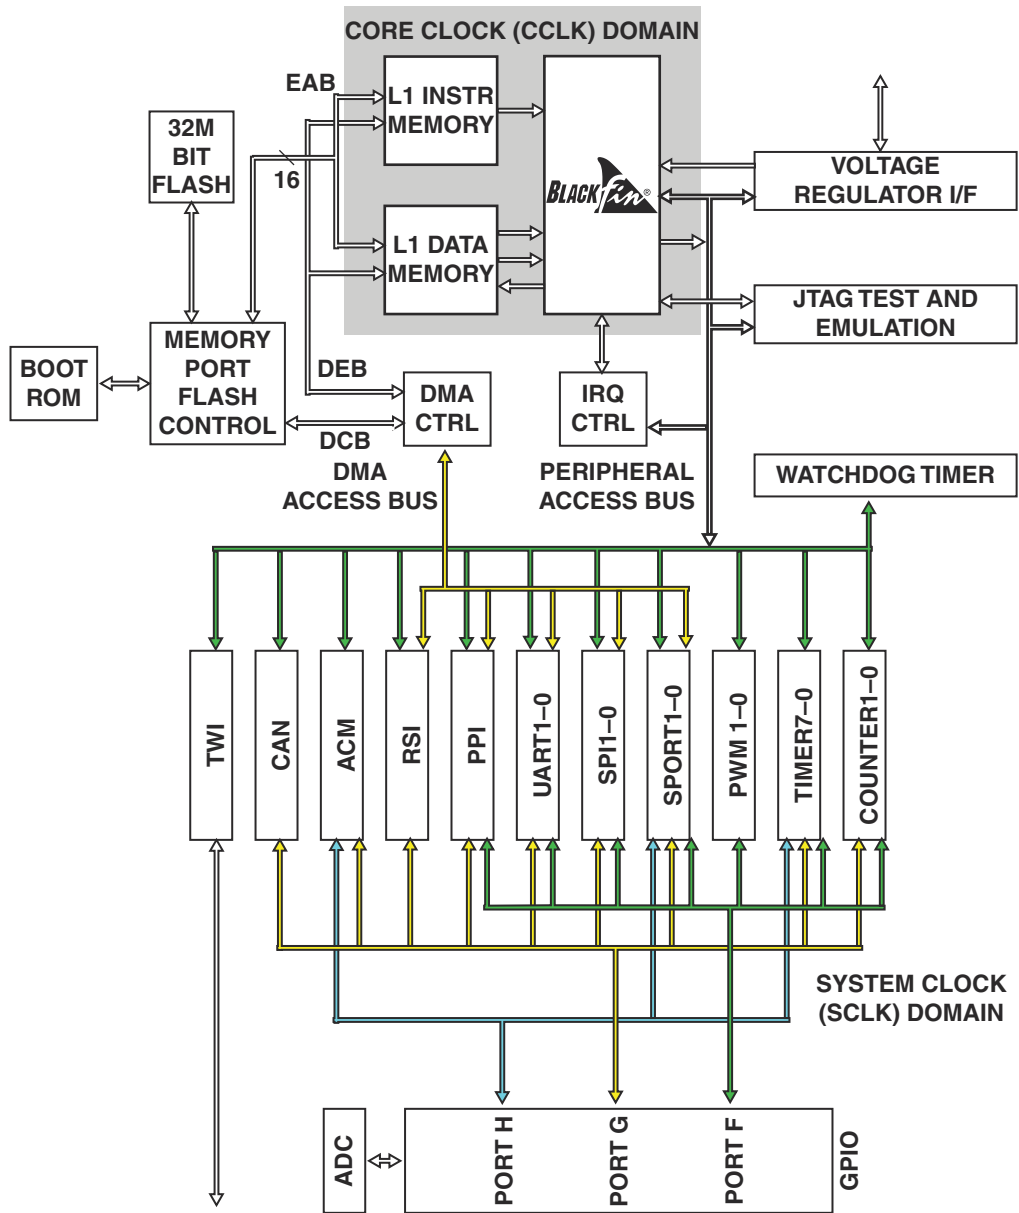 CORE CLOCK (CCLK) DOMAIN
EAB
L1 INSTR
MEMORY
32M
BIT
FLASH
16
BLACKfin®
VOLTAGE
REGULATOR I/F
L1 DATA
MEMORY
JTAG TEST AND
EMULATION
MEMORY
PORT
FLASH
CONTROL
BOOT
ROM
DEB
DMA
CTRL
IRQ
CTRL
DCB
DMA
ACCESS BUS
PERIPHERAL
ACCESS BUS
WATCHDOG TIMER
TWI
CAN
ACM
RSI
PPI
UART1–0
SPI1–0
SPORT1–0
PWM 1–0
TIMER7–0
COUNTER1–0
SYSTEM CLOCK
(SCLK) DOMAIN
ADC
PORT H
PORT G
PORT F
GPIO